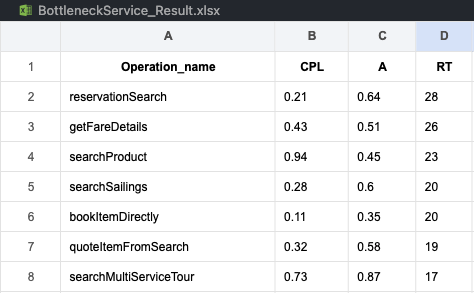 BottleneckService_Result.xlsx
A B C D
1 Operation_name CPL A RT
2 reservationSearch 0.21 0.64 28
3 getFareDetails 0.43 0.51 26
4 searchProduct 0.94 0.45 23
5 searchSailings 0.28 0.6 20
6 bookItemDirectly 0.11 0.35 20
7 quoteItemFromSearch 0.32 0.58 19
8 searchMultiServiceTour 0.73 0.87 17